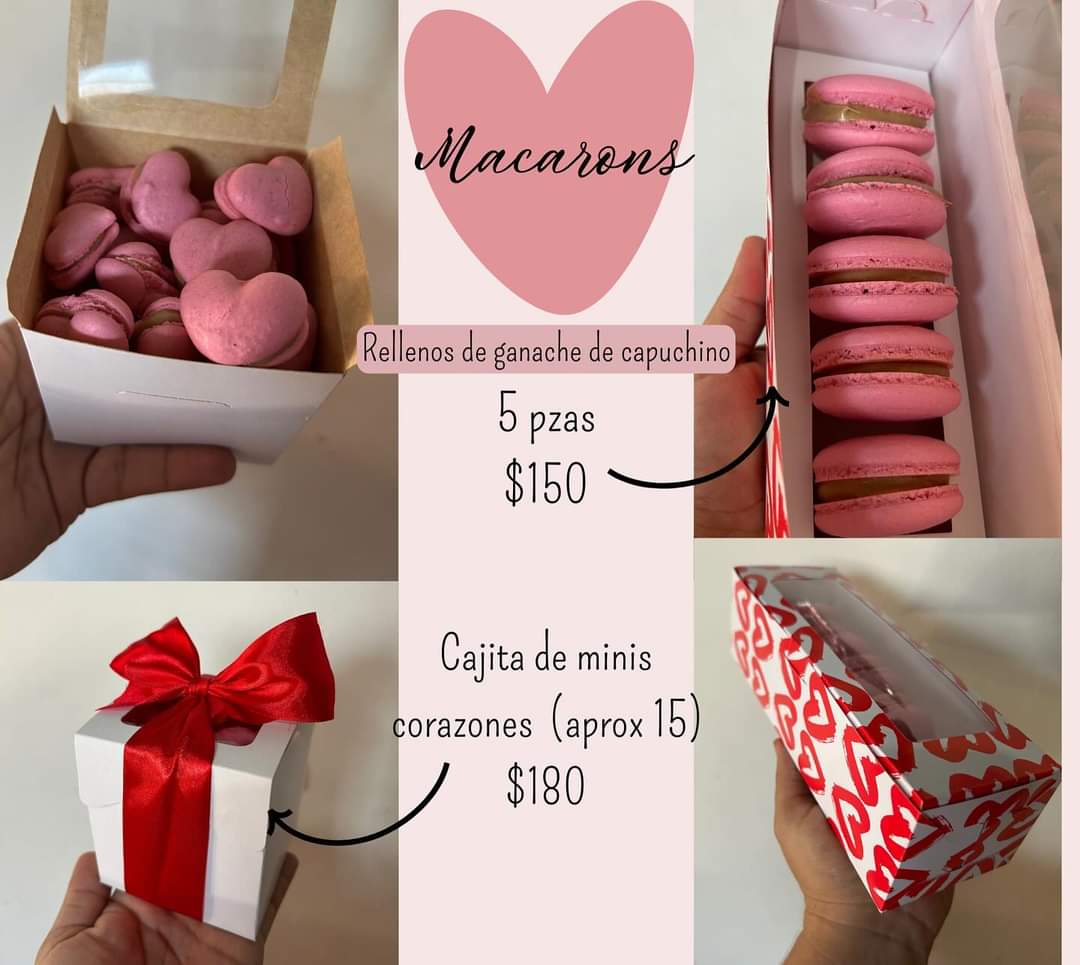 Macarons
Rellenos de ganache de capuchino
5 pzas
$150
Cajita de minis
corazones (aprox 15)
$180